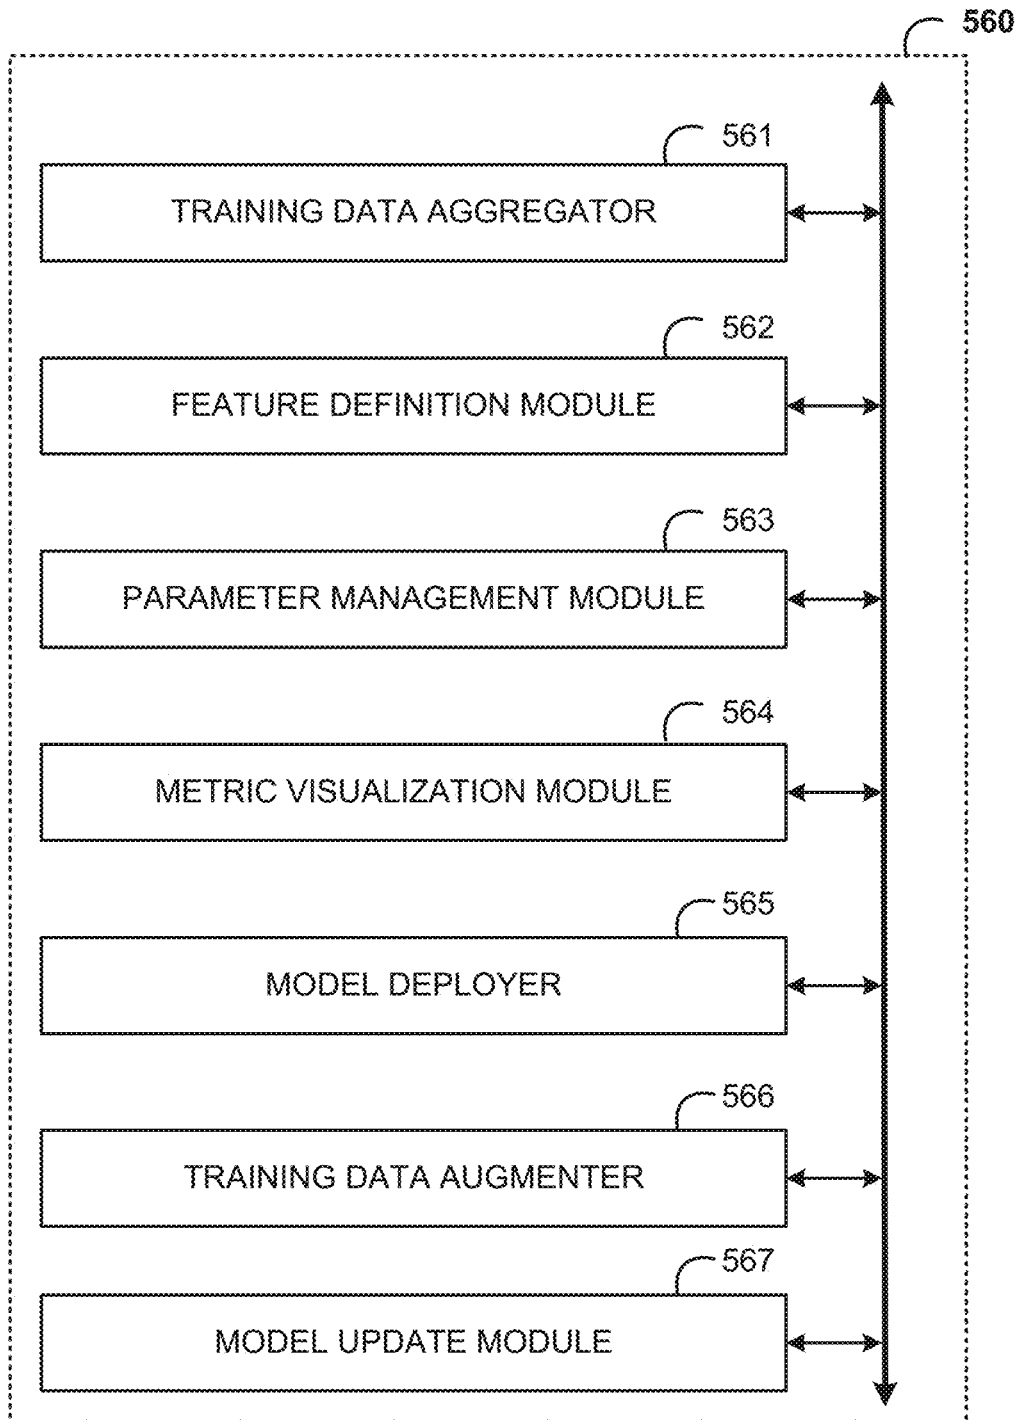 560
561
TRAINING DATA AGGREGATOR
562
FEATURE DEFINITION MODULE
563
PARAMETER MANAGEMENT MODULE
564
METRIC VISUALIZATION MODULE
565
MODEL DEPLOYER
566
TRAINING DATA AUGMENTER
567
MODEL UPDATE MODULE